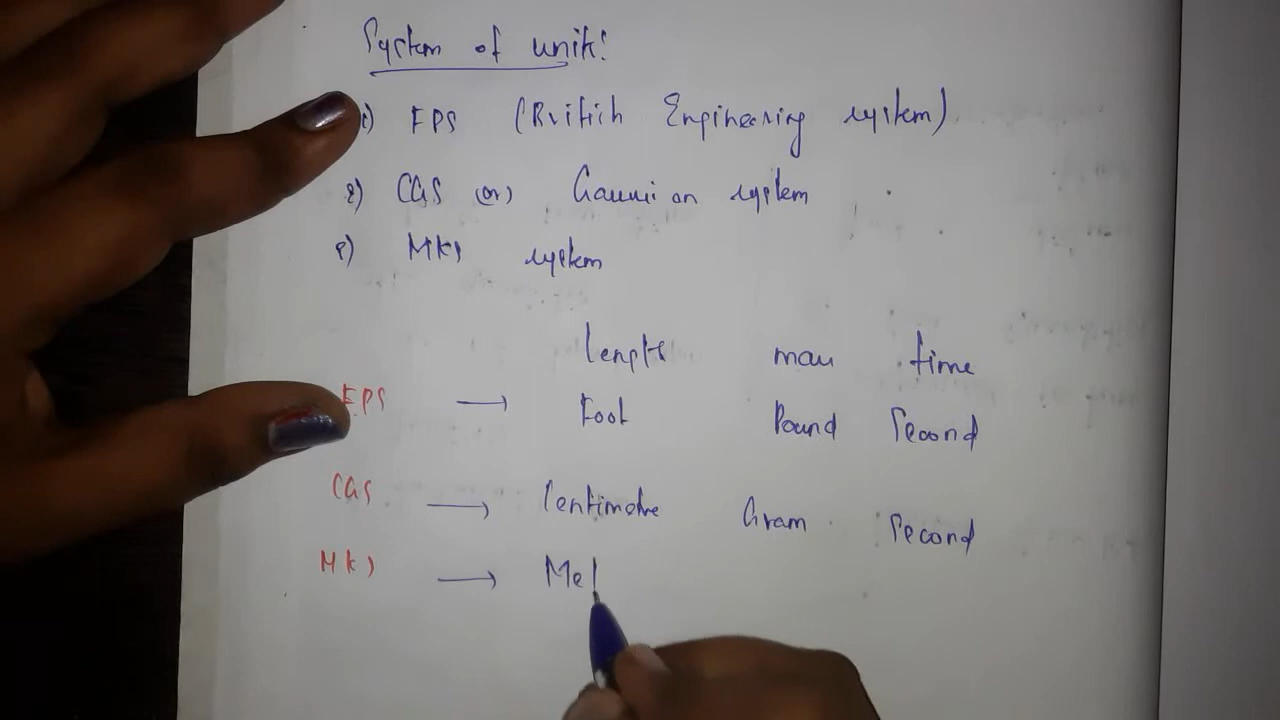 System of unit:
1) FPS (British Engineering system)
2) CGS (or) Gaussian system
3) MKS system
length mass time
FPS → Foot Pound Second
CGS → Centimetre Gram Second
MKS → Met